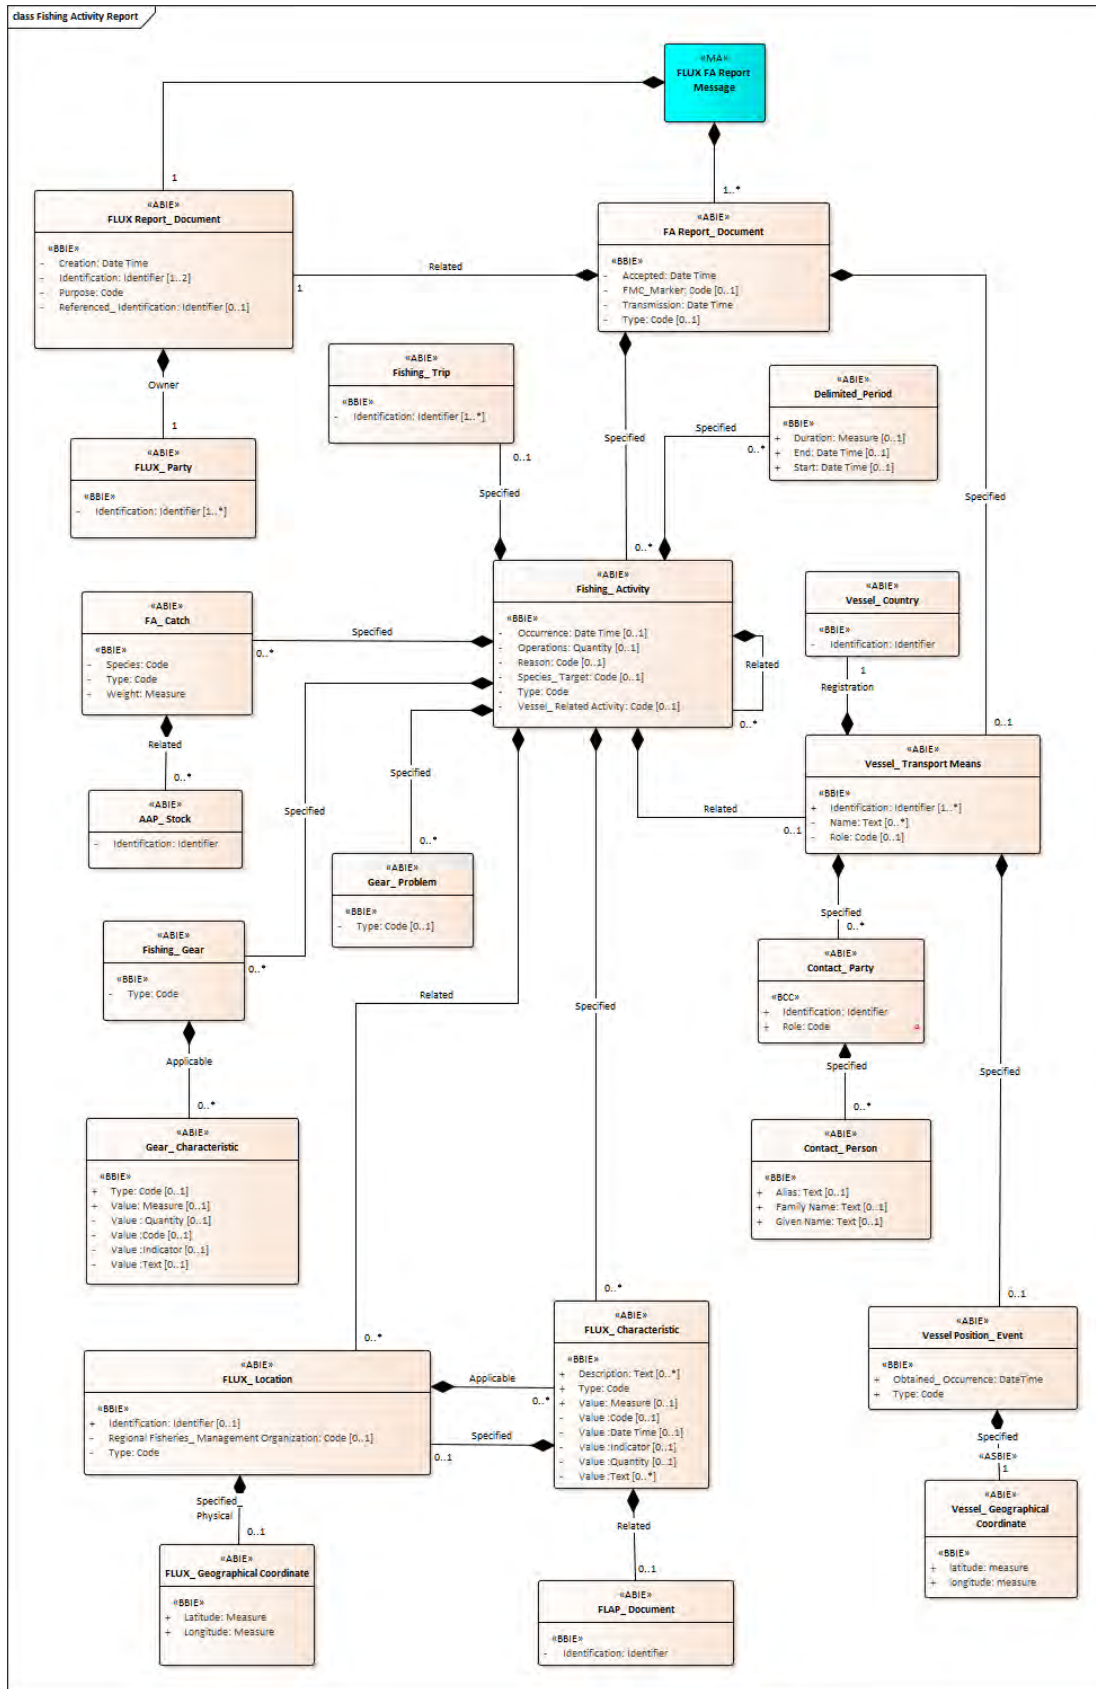 class Fishing Activity Report
«MA»
FLUX FA Report
Message
1
1..*
«ABIE»
FLUX Report_ Document
«BBIE»
- Creation: Date Time
- Identification: Identifier [1..2]
- Purpose: Code
- Referenced_ Identification: Identifier [0..1]
«ABIE»
FA Report_ Document
«BBIE»
- Accepted: Date Time
- FMC_Marker: Code [0..1]
- Transmission: Date Time
- Type: Code [0..1]
Related
1
Owner
1
«ABIE»
FLUX_ Party
«BBIE»
- Identification: Identifier [1..*]
«ABIE»
Fishing_ Trip
«BBIE»
- Identification: Identifier [1..*]
0..1
Specified
Specified
0..*
«ABIE»
Delimited_Period
«BBIE»
+ Duration: Measure [0..1]
+ End: Date Time [0..1]
+ Start: Date Time [0..1]
Specified
0..*
Specified
0..1
«ABIE»
Fishing_ Activity
«BBIE»
- Occurrence: Date Time [0..1]
- Operations: Quantity [0..1]
- Reason: Code [0..1]
- Species_ Target: Code [0..1]
- Type: Code
- Vessel_ Related Activity: Code [0..1]
Related
0..*
«ABIE»
Vessel_ Country
«BBIE»
- Identification: Identifier
1
Registration
«ABIE»
FA_ Catch
«BBIE»
- Species: Code
- Type: Code
- Weight: Measure
Specified
0..*
Related
0..*
«ABIE»
AAP_ Stock
- Identification: Identifier
Specified
0..*
«ABIE»
Gear_ Problem
«BBIE»
- Type: Code [0..1]
Specified
0..*
Related
0..1
«ABIE»
Vessel_ Transport Means
«BBIE»
+ Identification: Identifier [1..*]
- Name: Text [0..*]
- Role: Code [0..1]
«ABIE»
Fishing_ Gear
«BBIE»
- Type: Code
Applicable
0..*
«ABIE»
Gear_ Characteristic
«BBIE»
+ Type: Code [0..1]
+ Value: Measure [0..1]
- Value : Quantity [0..1]
- Value :Code [0..1]
- Value :Indicator [0..1]
- Value :Text [0..1]
Related
0..*
Specified
0..*
Specified
0..*
«ABIE»
Contact_ Party
«BCC»
+ Identification: Identifier
+ Role: Code
Specified
0..*
«ABIE»
Contact_ Person
«BBIE»
+ Alias: Text [0..1]
+ Family Name: Text [0..1]
+ Given Name: Text [0..1]
Specified
0..1
«ABIE»
FLUX_ Location
«BBIE»
+ Identification: Identifier [0..1]
- Regional Fisheries_ Management Organization: Code [0..1]
- Type: Code
Applicable
0..*
Specified
0..1
«ABIE»
FLUX_ Characteristic
«BBIE»
+ Description: Text [0..*]
+ Type: Code
+ Value: Measure [0..1]
- Value :Code [0..1]
- Value :Date Time [0..1]
- Value :Indicator [0..1]
- Value :Quantity [0..1]
- Value :Text [0..*]
«ABIE»
Vessel Position_ Event
«BBIE»
+ Obtained_ Occurrence: DateTime
+ Type: Code
Specified
«ASBIE»
1
«ABIE»
Vessel_ Geographical
Coordinate
«BBIE»
+ latitude: measure
+ longitude: measure
Specified_
Physical
0..1
«ABIE»
FLUX_ Geographical Coordinate
«BBIE»
+ Latitude: Measure
+ Longitude: Measure
Related
0..1
«ABIE»
FLAP_ Document
«BBIE»
- Identification: Identifier